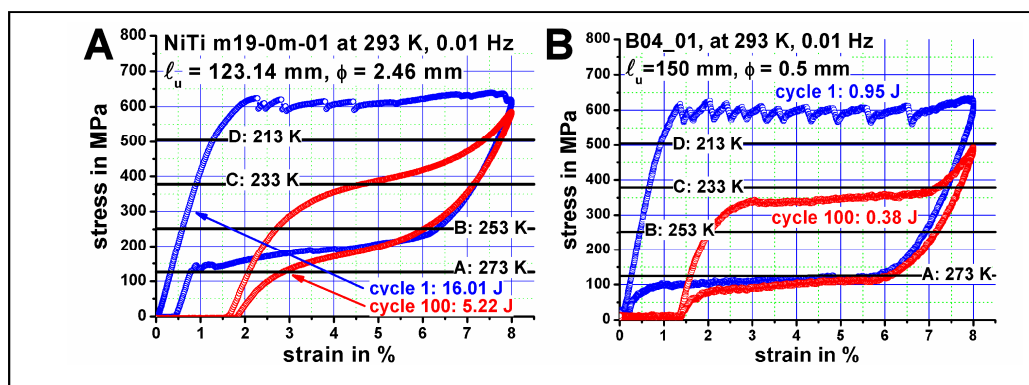 A
NiTi m19-0m-01 at 293 K, 0.01 Hz
ℓu = 123.14 mm, ϕ = 2.46 mm
D: 213 K
C: 233 K
B: 253 K
A: 273 K
cycle 1: 16.01 J
cycle 100: 5.22 J
800
700
600
500
400
300
200
100
0
stress in MPa
0 1 2 3 4 5 6 7 8
strain in %
B
B04_01, at 293 K, 0.01 Hz
ℓu=150 mm, ϕ = 0.5 mm
cycle 1: 0.95 J
D: 213 K
C: 233 K
cycle 100: 0.38 J
B: 253 K
A: 273 K
800
700
600
500
400
300
200
100
0
stress in MPa
0 1 2 3 4 5 6 7 8
strain in %